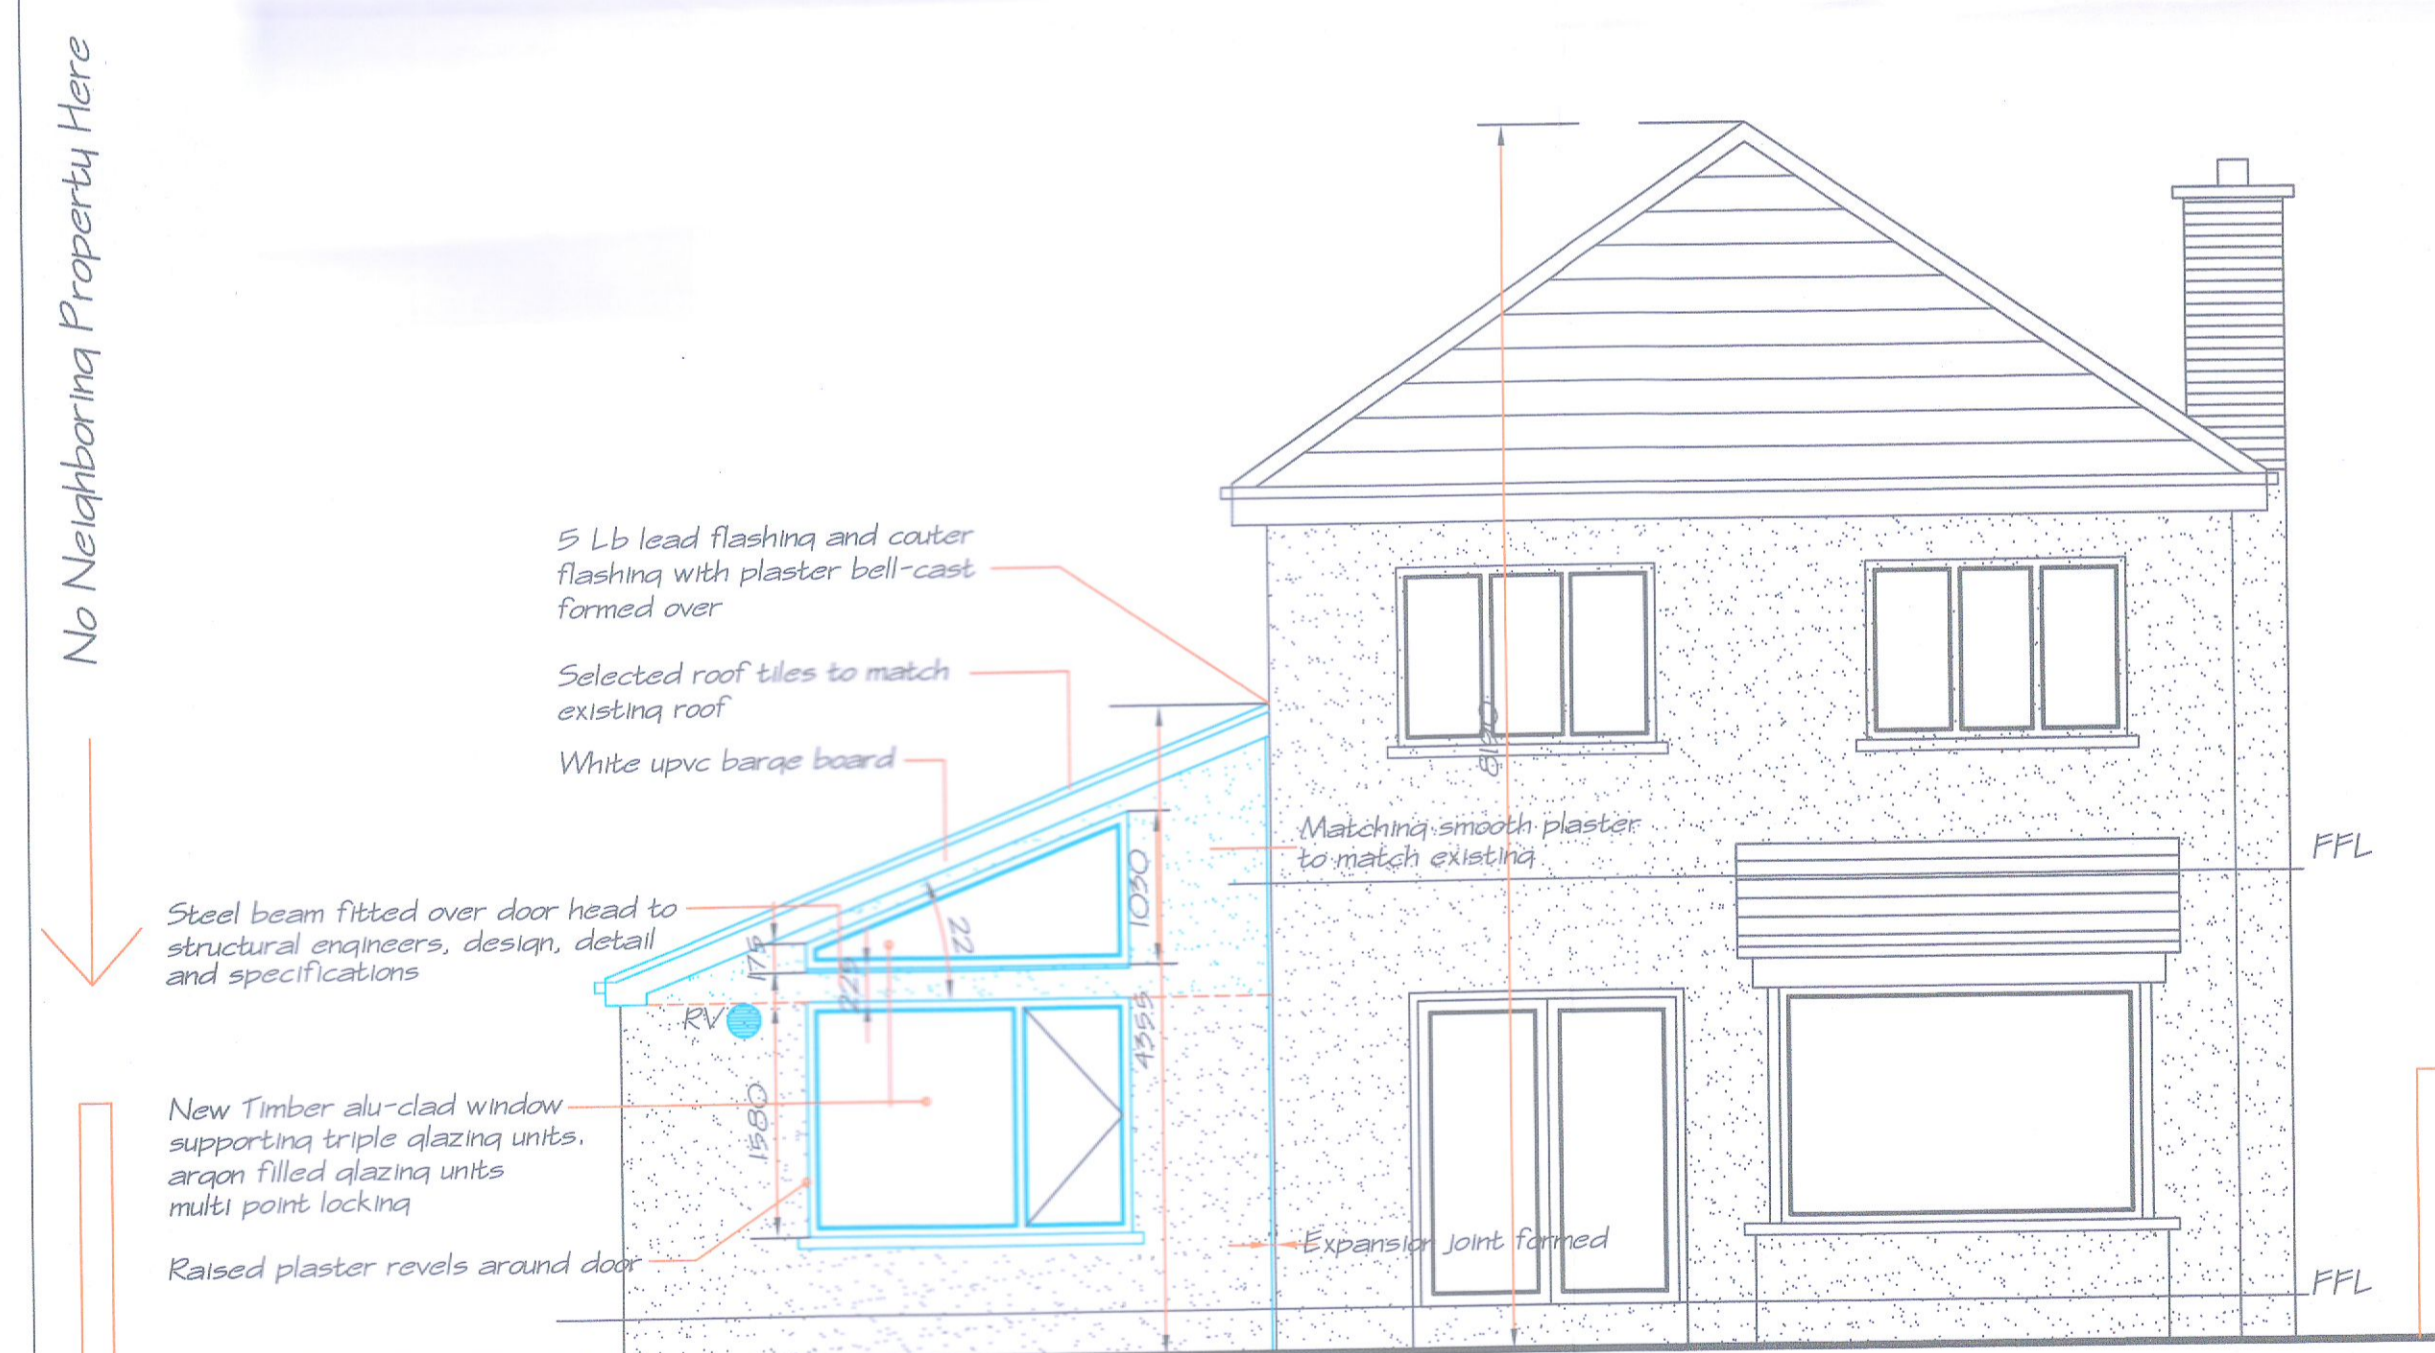 No Neighboring Property Here
5 Lb lead flashing and couter
flashing with plaster bell-cast
formed over
Selected roof tiles to match
existing roof
White upvc barge board
Steel beam fitted over door head to
structural engineers, design, detail
and specifications
RV
New Timber alu-clad window
supporting triple glazing units,
argon filled glazing units
multi point locking
Raised plaster revels around door
175
225
22
1030
1580
4355
8190
Matching smooth plaster
to match existing
FFL
Expansion joint formed
FFL